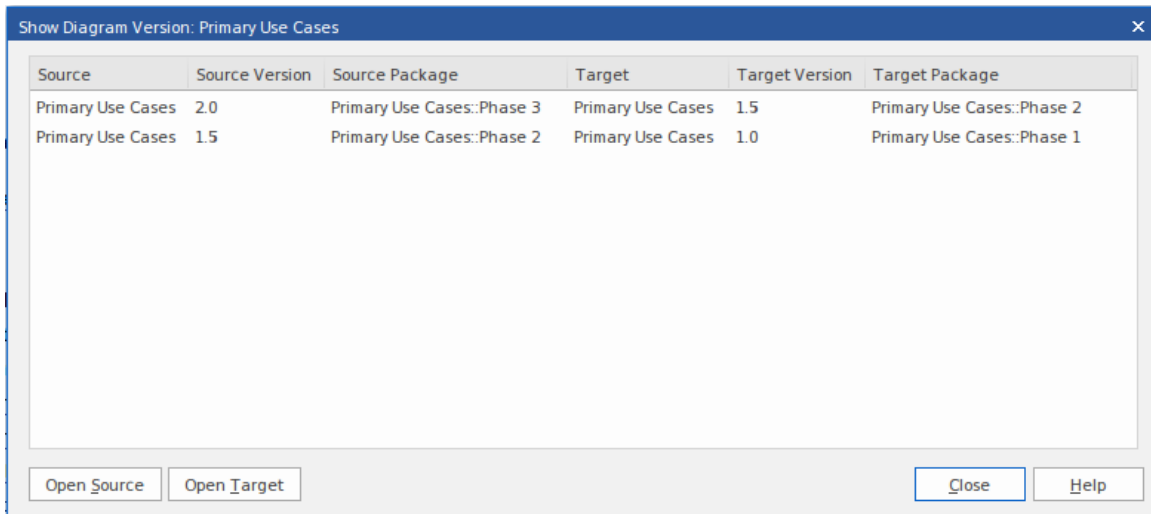 Show Diagram Version: Primary Use Cases
Source Source Version Source Package Target Target Version Target Package
Primary Use Cases 2.0 Primary Use Cases::Phase 3 Primary Use Cases 1.5 Primary Use Cases::Phase 2
Primary Use Cases 1.5 Primary Use Cases::Phase 2 Primary Use Cases 1.0 Primary Use Cases::Phase 1
Open Source Open Target Close Help